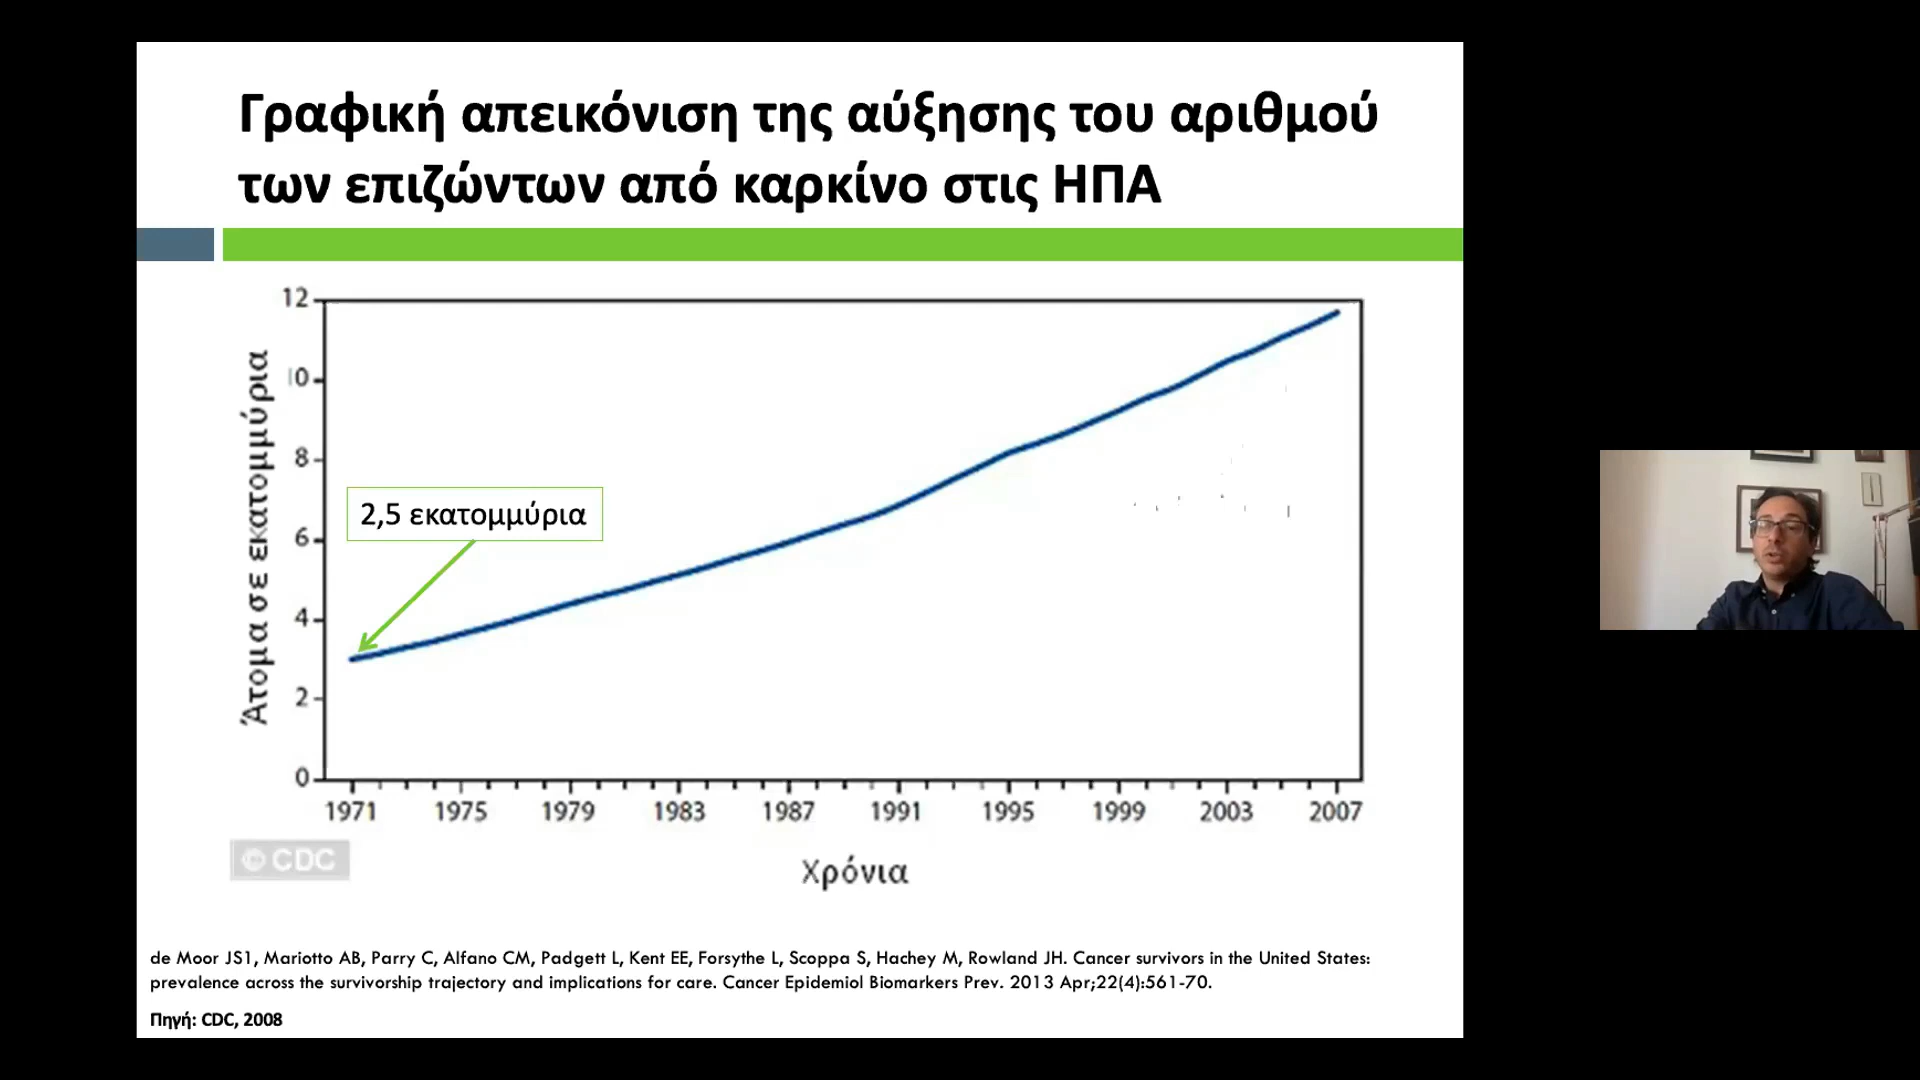 Γραφική απεικόνιση της αύξησης του αριθμού
των επιζώντων από καρκίνο στις ΗΠΑ
12
10
8
6
4
2
0
Άτομα σε εκατομμύρια
2,5 εκατομμύρια
1971 1975 1979 1983 1987 1991 1995 1999 2003 2007
© CDC
Χρόνια
de Moor JS1, Mariotto AB, Parry C, Alfano CM, Padgett L, Kent EE, Forsythe L, Scoppa S, Hachey M, Rowland JH. Cancer survivors in the United States:
prevalence across the survivorship trajectory and implications for care. Cancer Epidemiol Biomarkers Prev. 2013 Apr;22(4):561-70.
Πηγή: CDC, 2008